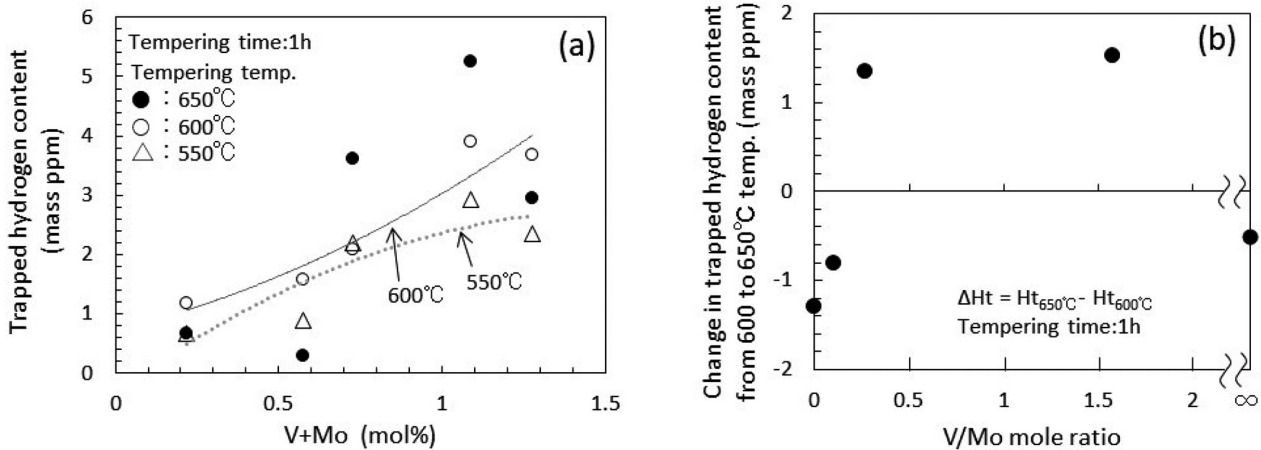 Trapped hydrogen content
(mass ppm)
6
5
4
3
2
1
0
Tempering time:1h
Tempering temp.
● : 650℃
○ : 600℃
△ : 550℃
(a)
600℃
550℃
0
0.5
1
1.5
V+Mo (mol%)
Change in trapped hydrogen content
from 600 to 650℃ temp. (mass ppm)
2
1
0
-1
-2
(b)
ΔHt = Ht650℃ - Ht600℃
Tempering time:1h
0
0.5
1
1.5
2
∞
V/Mo mole ratio